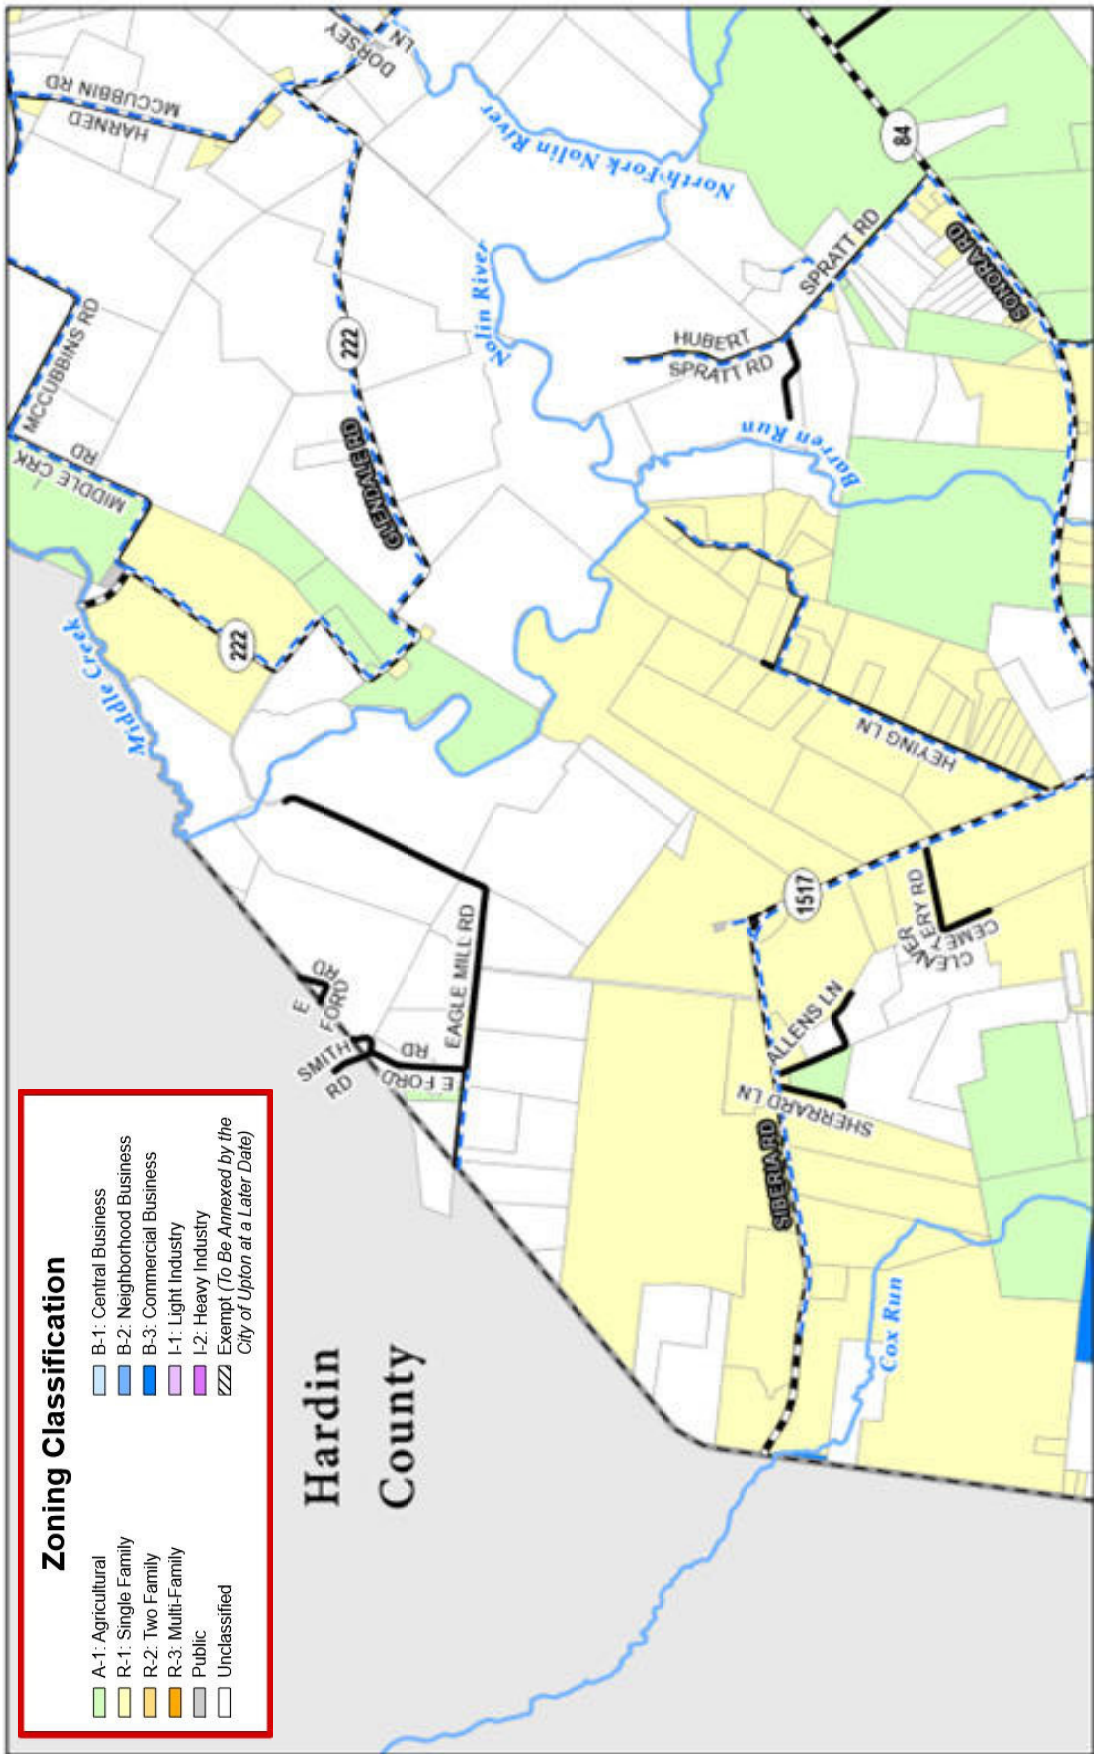 Zoning Classification
A-1: Agricultural
R-1: Single Family
R-2: Two Family
R-3: Multi-Family
Public
Unclassified
B-1: Central Business
B-2: Neighborhood Business
B-3: Commercial Business
I-1: Light Industry
I-2: Heavy Industry
Exempt (To Be Annexed by the
City of Upton at a Later Date)
Hardin
County
SMITH
RD
E
FORD
RD
E FORD
RD
EAGLE MILL RD
Middle Creek
222
MIDDLE CRK
RD
MCCUBBINS RD
GLENDALE RD
222
HARNED
MCCUBBIN RD
DORSEY
LN
North Fork Nolin River
Nolin River
HUBERT
SPRATT RD
SPRATT RD
84
SONORA RD
Barren Run
HEYING LN
1517
CLEAVER
CEMETERY RD
CEMETERY
ALLENS LN
SHERRARD LN
SIBERIA RD
Cox Run